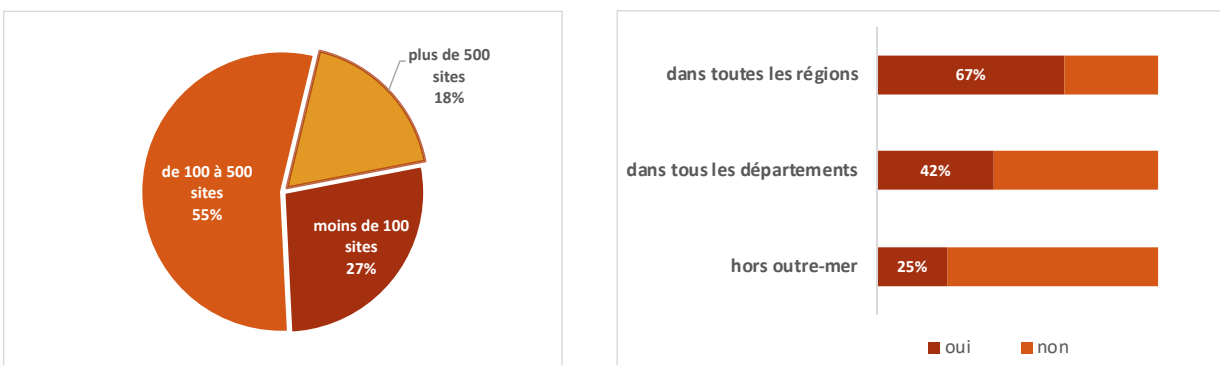 plus de 500
sites
18%
de 100 à 500
sites
55%
moins de 100
sites
27%
dans toutes les régions
67%
dans tous les départements
42%
hors outre-mer
25%
oui
non